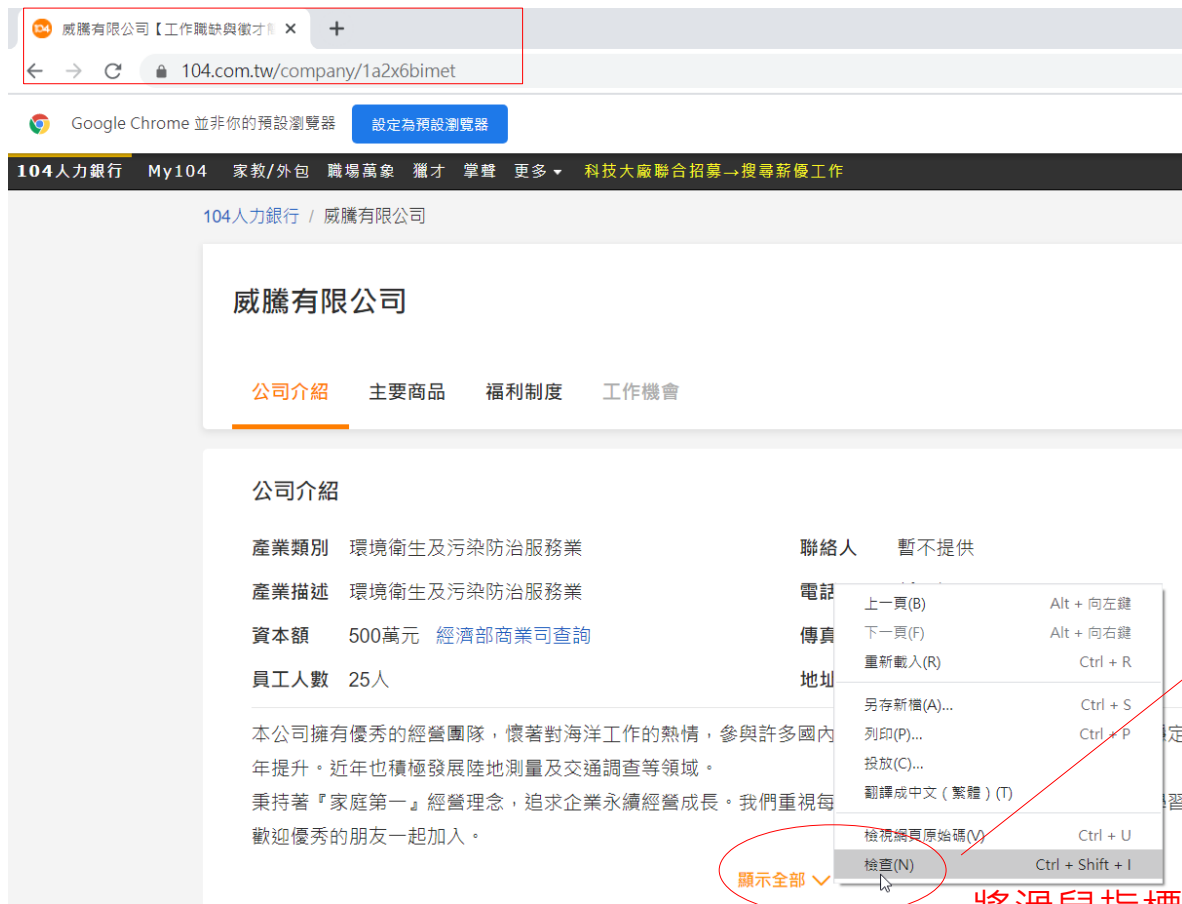 104 威騰有限公司【工作職缺與徵才
104.com.tw/company/1a2x6bimet
Google Chrome 並非你的預設瀏覽器 設定為預設瀏覽器
104人力銀行 My104 家教/外包 職場萬象 獵才 掌聲 更多 科技大廠聯合招募→搜尋薪優工作
104人力銀行 / 威騰有限公司
威騰有限公司
公司介紹 主要商品 福利制度 工作機會
公司介紹
產業類別 環境衛生及污染防治服務業 聯絡人 暫不提供
產業描述 環境衛生及污染防治服務業 電話
資本額 500萬元 經濟部商業司查詢 傳真
員工人數 25人 地址
本公司擁有優秀的經營團隊，懷著對海洋工作的熱情，參與許多國內
年提升。近年也積極發展陸地測量及交通調查等領域。
秉持著『家庭第一』經營理念，追求企業永續經營成長。我們重視每
歡迎優秀的朋友一起加入。
顯示全部
上一頁(B) Alt + 向左鍵
下一頁(F) Alt + 向右鍵
重新載入(R) Ctrl + R
另存新檔(A)... Ctrl + S
列印(P)... Ctrl + P
投放(C)...
翻譯成中文（繁體）(T)
檢視網頁原始碼(V) Ctrl + U
檢查(N) Ctrl + Shift + I
將滑鼠指標